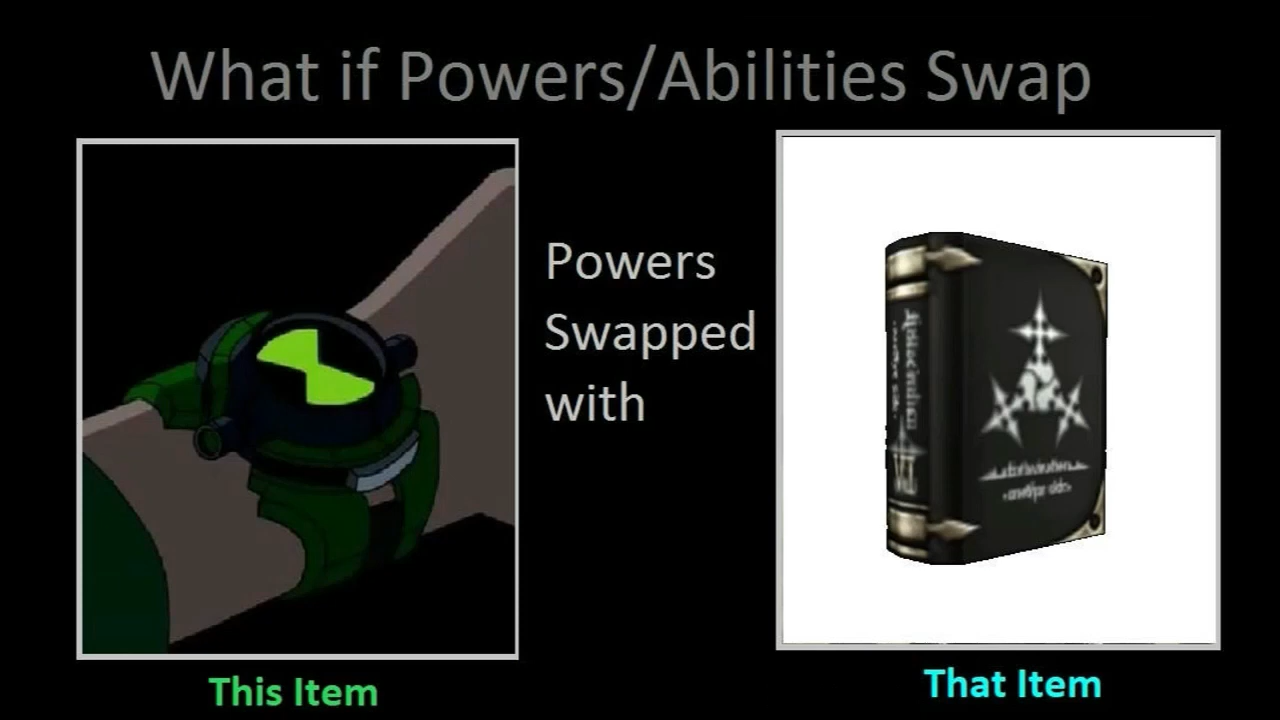 What if Powers/Abilities Swap
Powers
Swapped
with
This Item
That Item